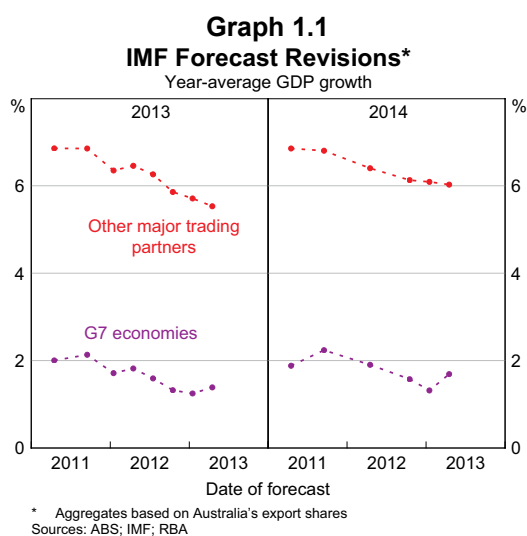 Graph 1.1
IMF Forecast Revisions*
Year-average GDP growth
% %
2013 2014
6 6
Other major trading
partners
4 4
G7 economies
2 2
0 0
2011 2012 2013 2011 2012 2013
Date of forecast
* Aggregates based on Australia's export shares
Sources: ABS; IMF; RBA